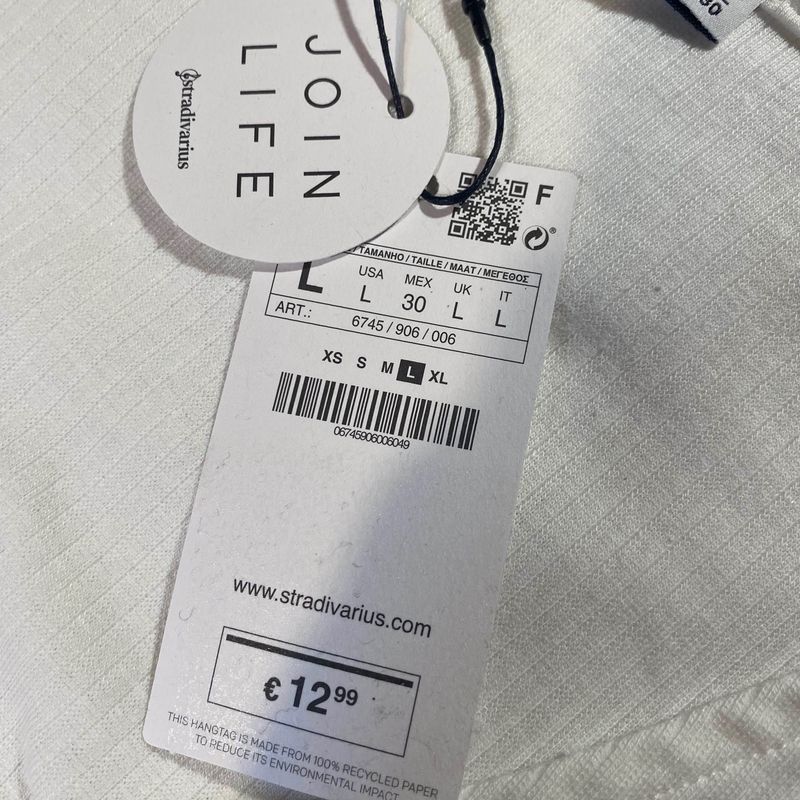 JOIN
LIFE
stradivarius
F
/ TAMANHO / TAILLE / MAAT / ΜΕΓΕΘΟΣ
L
USA
L
MEX
30
UK
L
IT
L
ART.:
6745 / 906 / 006
XS S M L XL
06745906006049
www.stradivarius.com
€ 12 99
THIS HANGTAG IS MADE FROM 100% RECYCLED PAPER
TO REDUCE ITS ENVIRONMENTAL IMPACT